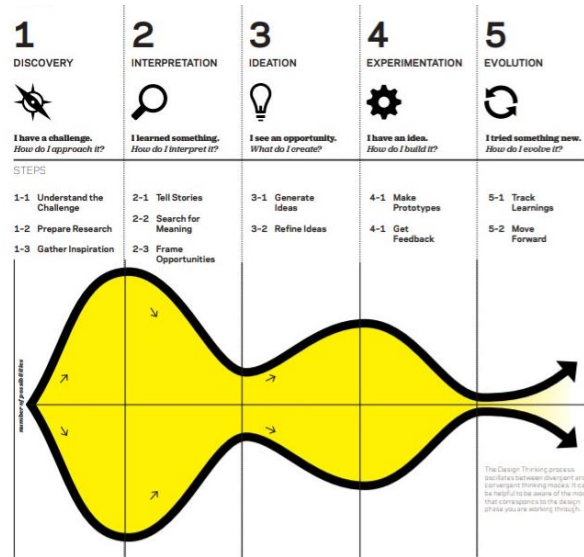 1
DISCOVERY
I have a challenge.
How do I approach it?
2
INTERPRETATION
I learned something.
How do I interpret it?
3
IDEATION
I see an opportunity.
What do I create?
4
EXPERIMENTATION
I have an idea.
How do I build it?
5
EVOLUTION
I tried something new.
How do I evolve it?
STEPS
1-1 Understand the
Challenge
1-2 Prepare Research
1-3 Gather Inspiration
2-1 Tell Stories
2-2 Search for
Meaning
2-3 Frame
Opportunities
3-1 Generate
Ideas
3-2 Refine Ideas
4-1 Make
Prototypes
4-1 Get
Feedback
5-1 Track
Learnings
5-2 Move
Forward
number of possibilities
The Design Thinking process
oscillates between divergent and
convergent thinking modes. It can
be helpful to be aware of the mode
that corresponds to the design
phase you are working through.